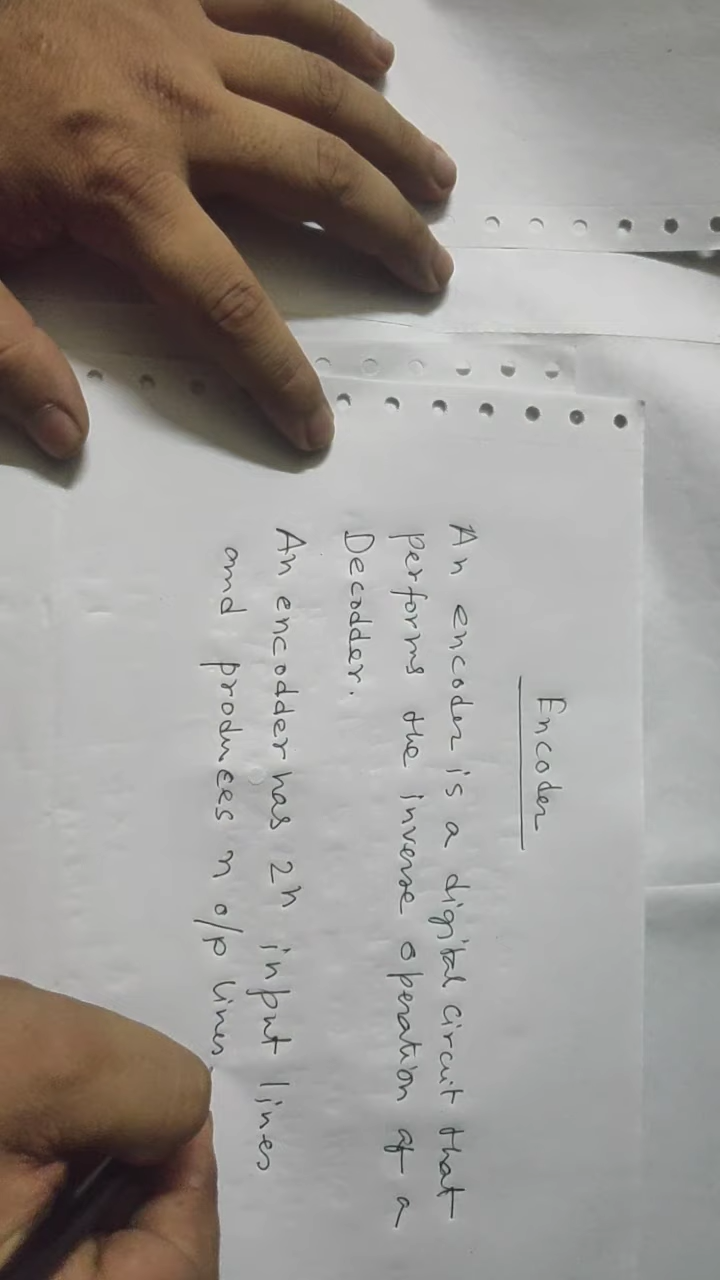 Encoder
An encoder is a digital circuit that
performs the inverse operation of a
Decodder.
An encodder has 2n input lines
and produces n o/p lines.